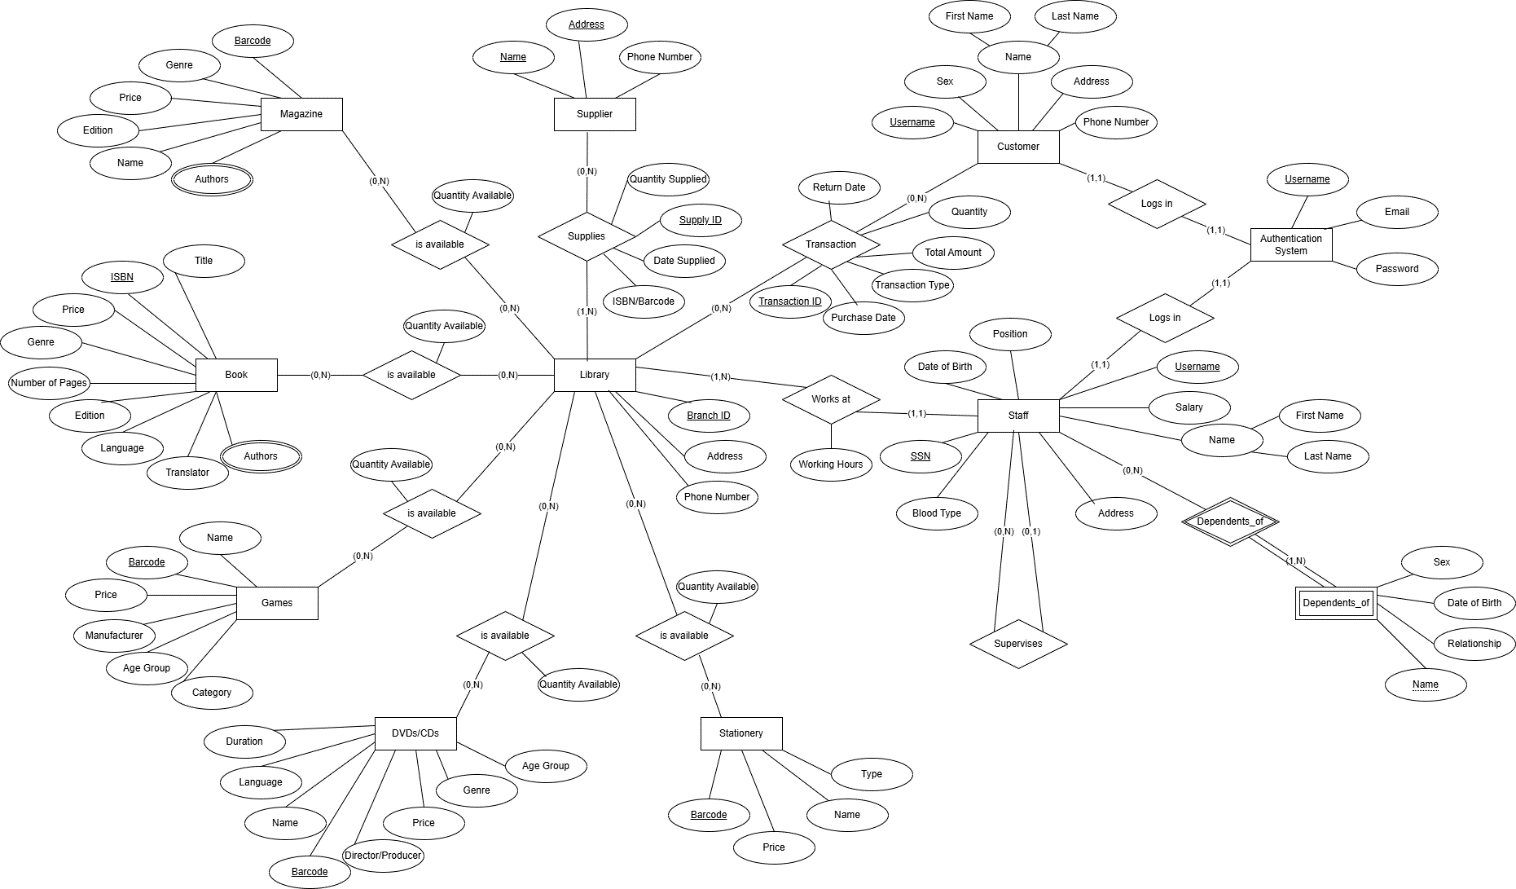 First Name
Last Name
Address
Barcode
Name
Phone Number
Name
Genre
Sex
Address
Price
Magazine
Supplier
Username
Phone Number
Edition
Customer
Name
Authors
(0,N)
(0,N)
Quantity Supplied
Return Date
(1,1)
Username
Quantity Available
(0,N)
Logs in
Supply ID
Quantity
Email
is available
Supplies
Transaction
(1,1)
Authentication
System
Title
Date Supplied
Total Amount
ISBN
Password
Transaction Type
(1,1)
ISBN/Barcode
Transaction ID
Price
(0,N)
(1,N)
(0,N)
Purchase Date
Logs in
Quantity Available
Position
Genre
(1,1)
Date of Birth
Username
Book
(0,N)
is available
(0,N)
Library
(1,N)
Number of Pages
Works at
Salary
Edition
Branch ID
(1,1)
Staff
First Name
Name
Language
(0,N)
Address
SSN
Last Name
Authors
Quantity Available
Working Hours
Translator
(0,N)
Phone Number
(0,N)
(0,N)
is available
Blood Type
Address
Dependents_of
Name
(0,N)
(0,1)
Barcode
(0,N)
(1,N)
Sex
Quantity Available
Price
Games
Dependents_of
Date of Birth
Manufacturer
is available
is available
Supervises
Relationship
Age Group
Category
(0,N)
Quantity Available
(0,N)
Name
Duration
DVDs/CDs
Stationery
Age Group
Type
Language
Genre
Name
Price
Barcode
Name
Director/Producer
Price
Barcode